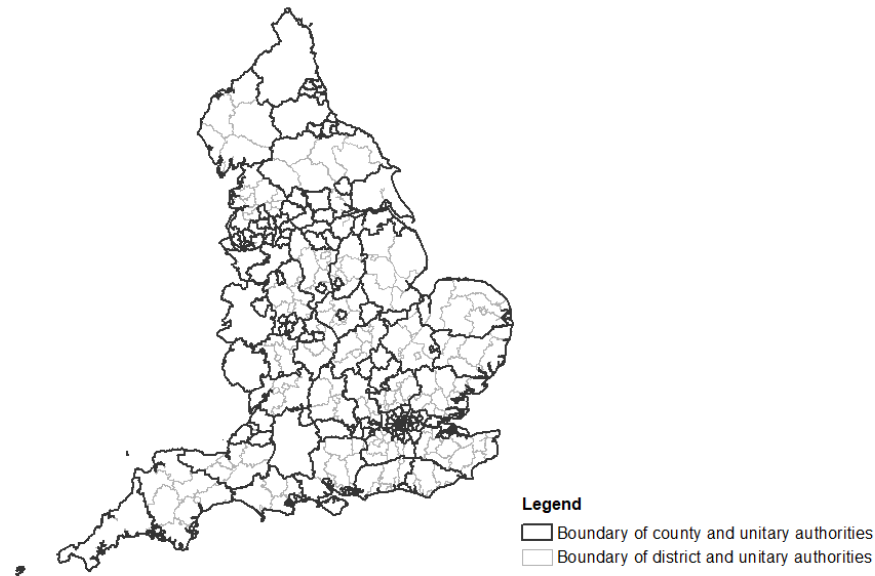 Legend
Boundary of county and unitary authorities
Boundary of district and unitary authorities